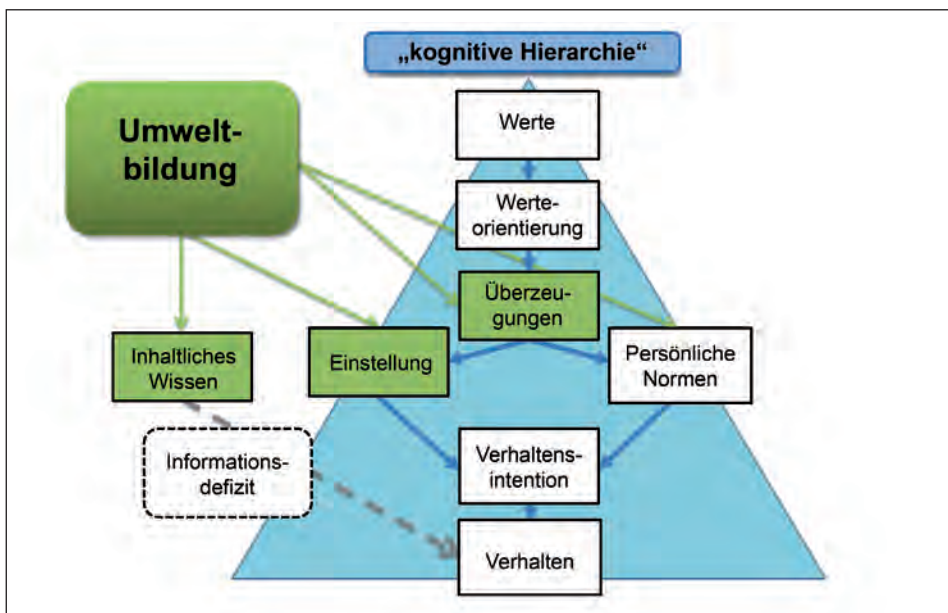 „kognitive Hierarchie“
Umwelt-
bildung
Werte
Werte-
orientierung
Überzeu-
gungen
Inhaltliches
Wissen
Einstellung
Persönliche
Normen
Informations-
defizit
Verhaltens-
intention
Verhalten